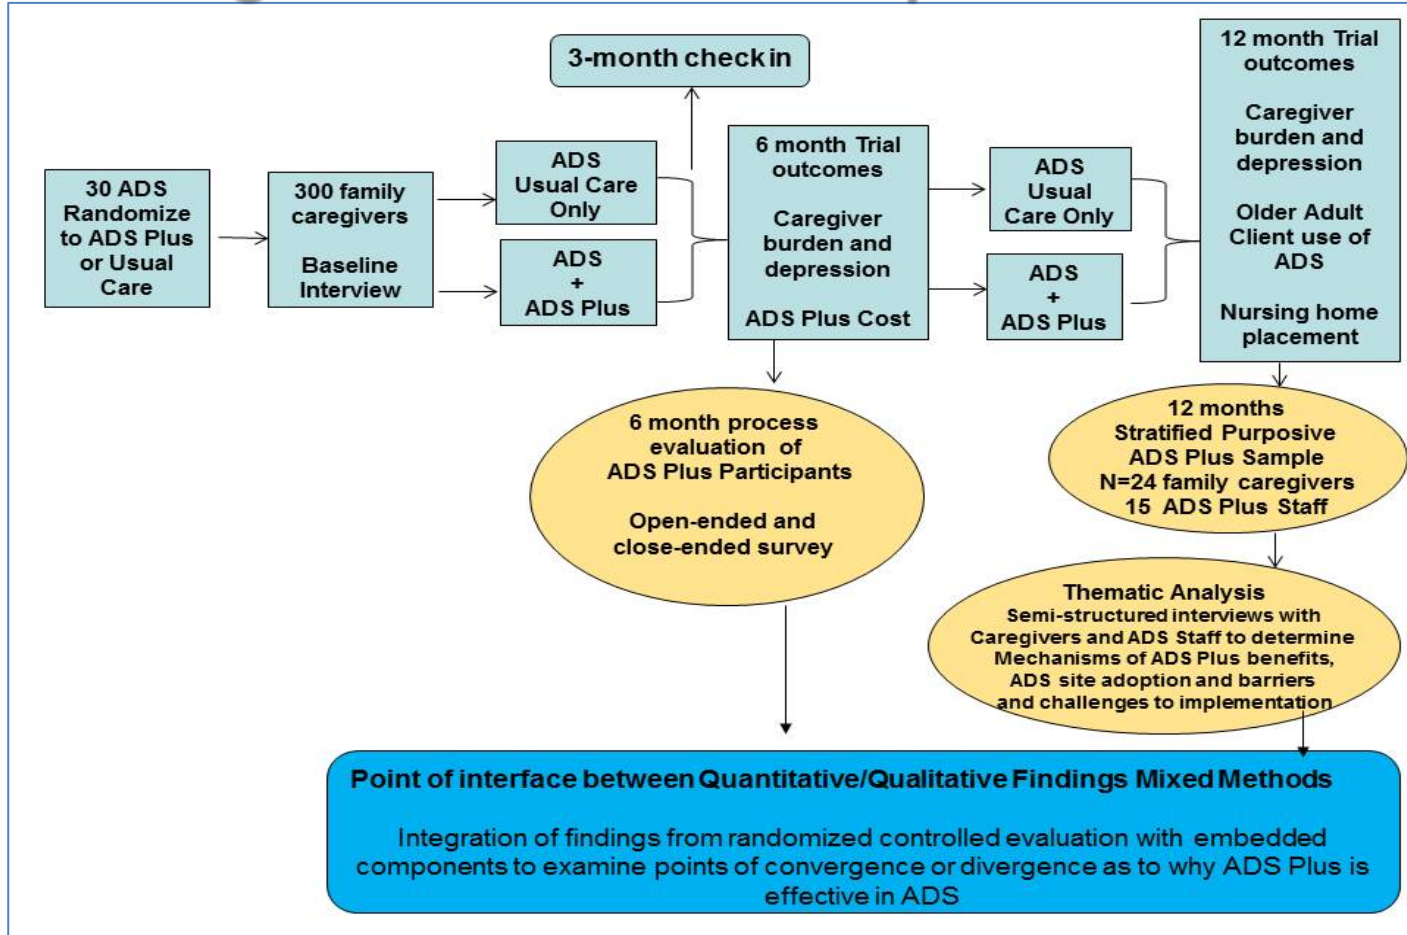 3-month check in
30 ADS
Randomize
to ADS Plus
or Usual
Care
300 family
caregivers
Baseline
Interview
ADS
Usual Care
Only
ADS
+
ADS Plus
6 month Trial
outcomes
Caregiver
burden and
depression
ADS Plus Cost
ADS
Usual
Care Only
ADS
+
ADS Plus
12 month Trial
outcomes
Caregiver
burden and
depression
Older Adult
Client use of
ADS
Nursing home
placement
6 month process
evaluation of
ADS Plus Participants
Open-ended and
close-ended survey
12 months
Stratified Purposive
ADS Plus Sample
N=24 family caregivers
15 ADS Plus Staff
Thematic Analysis
Semi-structured interviews with
Caregivers and ADS Staff to determine
Mechanisms of ADS Plus benefits,
ADS site adoption and barriers
and challenges to implementation
Point of interface between Quantitative/Qualitative Findings Mixed Methods
Integration of findings from randomized controlled evaluation with embedded
components to examine points of convergence or divergence as to why ADS Plus is
effective in ADS